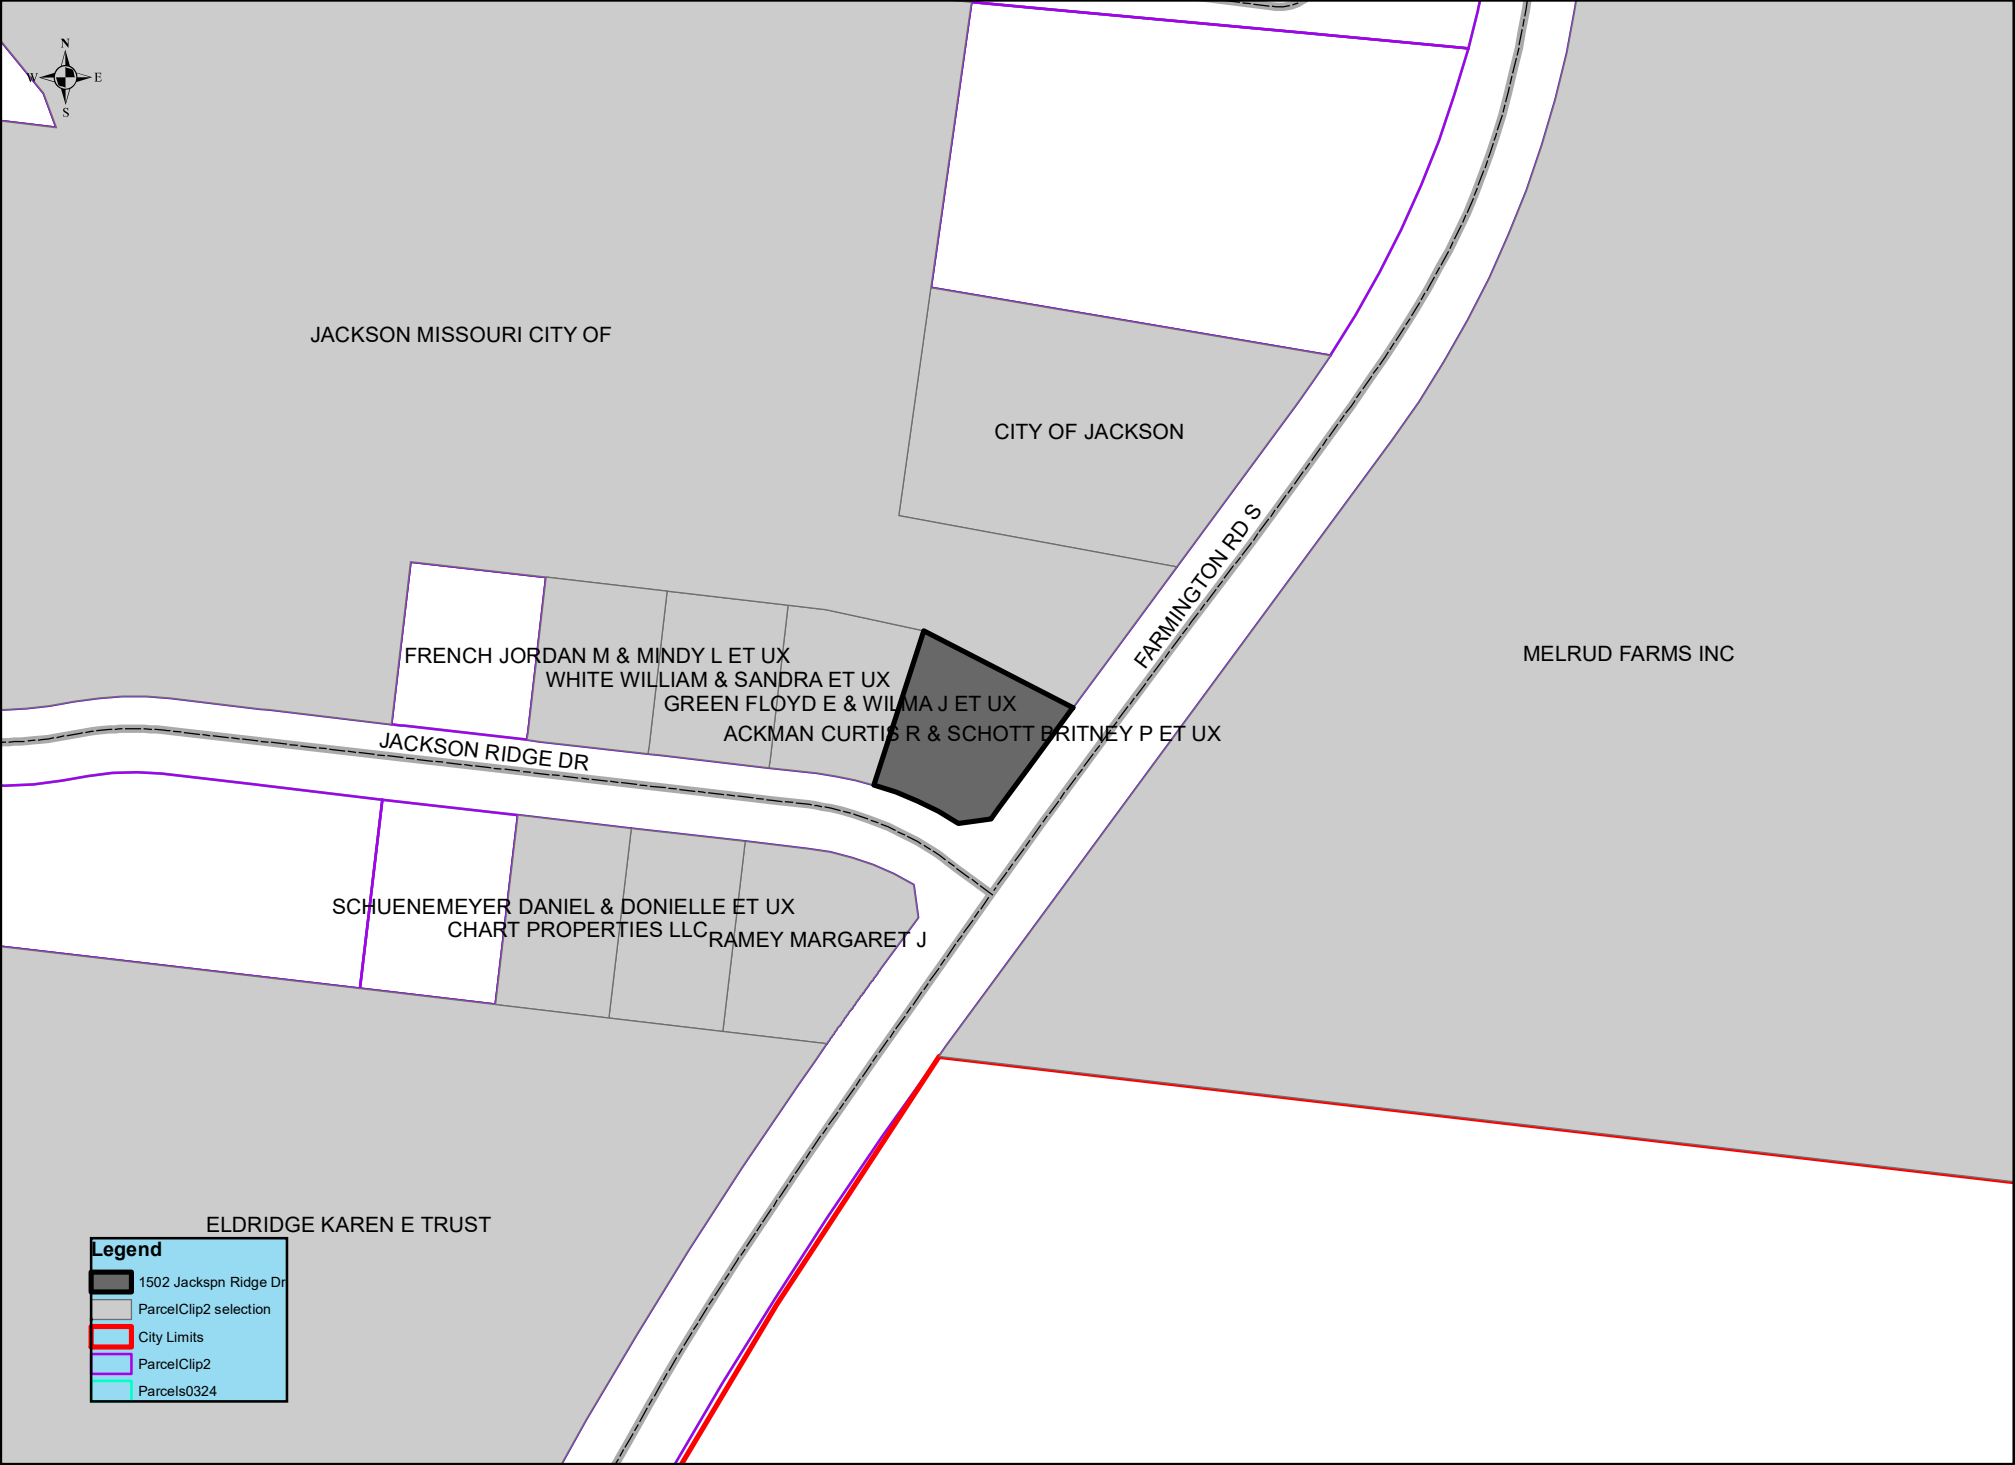 N
W E
S
JACKSON MISSOURI CITY OF
CITY OF JACKSON
FARMINGTON RD S
MELRUD FARMS INC
FRENCH JORDAN M & MINDY L ET UX
WHITE WILLIAM & SANDRA ET UX
GREEN FLOYD E & WILMA J ET UX
ACKMAN CURTIS R & SCHOTT BRITNEY P ET UX
JACKSON RIDGE DR
SCHUENEMEYER DANIEL & DONIELLE ET UX
CHART PROPERTIES LLC
RAMEY MARGARET J
ELDRIDGE KAREN E TRUST
Legend
1502 Jackspn Ridge Dr
ParcelClip2 selection
City Limits
ParcelClip2
Parcels0324